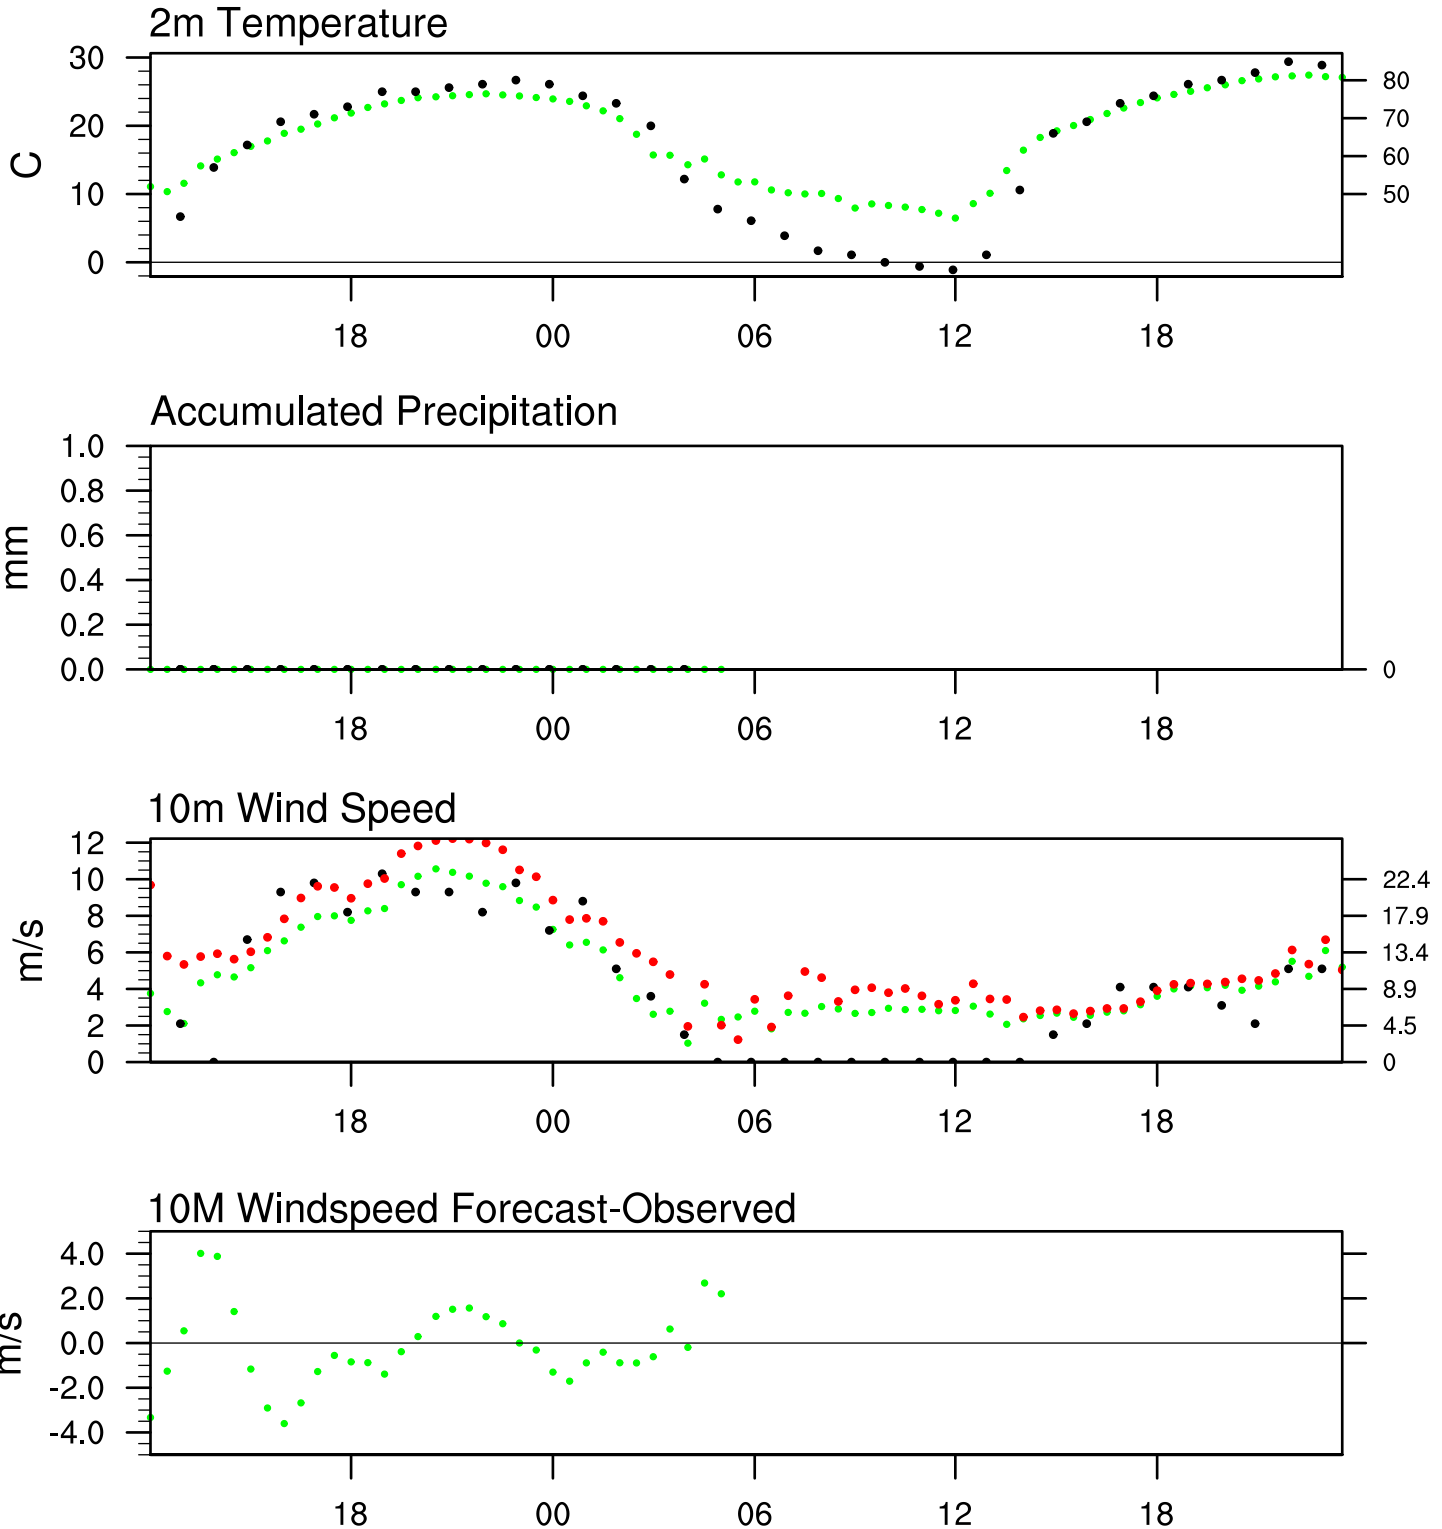 2m Temperature
30
20
10
0
C
80
70
60
50
18 00 06 12 18
Accumulated Precipitation
1.0
0.8
0.6
0.4
0.2
0.0
mm
0
18 00 06 12 18
10m Wind Speed
12
10
8
6
4
2
0
m/s
22.4
17.9
13.4
8.9
4.5
0
18 00 06 12 18
10M Windspeed Forecast-Observed
4.0
2.0
0.0
-2.0
-4.0
m/s
18 00 06 12 18